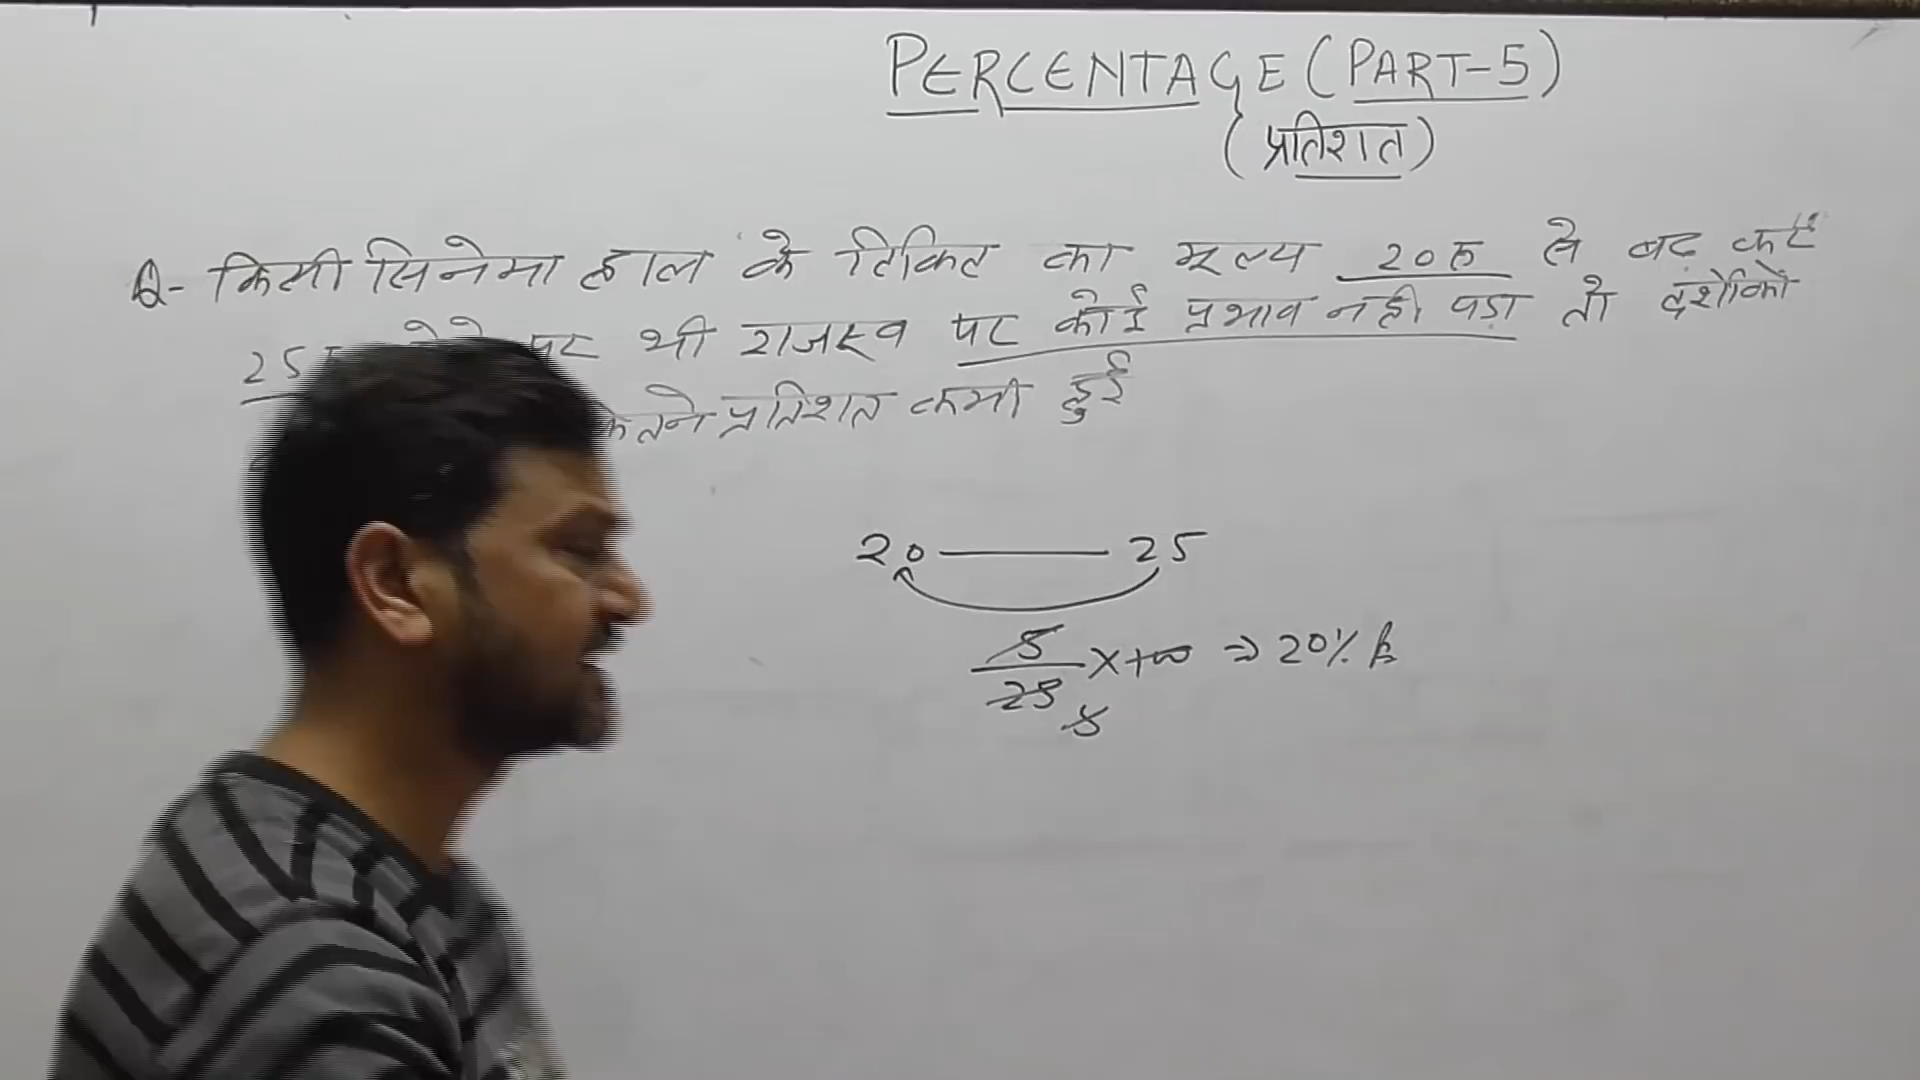 PERCENTAGE (PART-5)
(प्रतिशत)
Q- किसी सिनेमा हाल के टिकिट का मूल्य 20रु से बढ़ कर
25 पर भी राजस्व पर कोई प्रभाव नही पड़ा तो दर्शको
प्रतिशत कमी हुई
20 — 25
5
25 × 100 ⇒ 20%
5